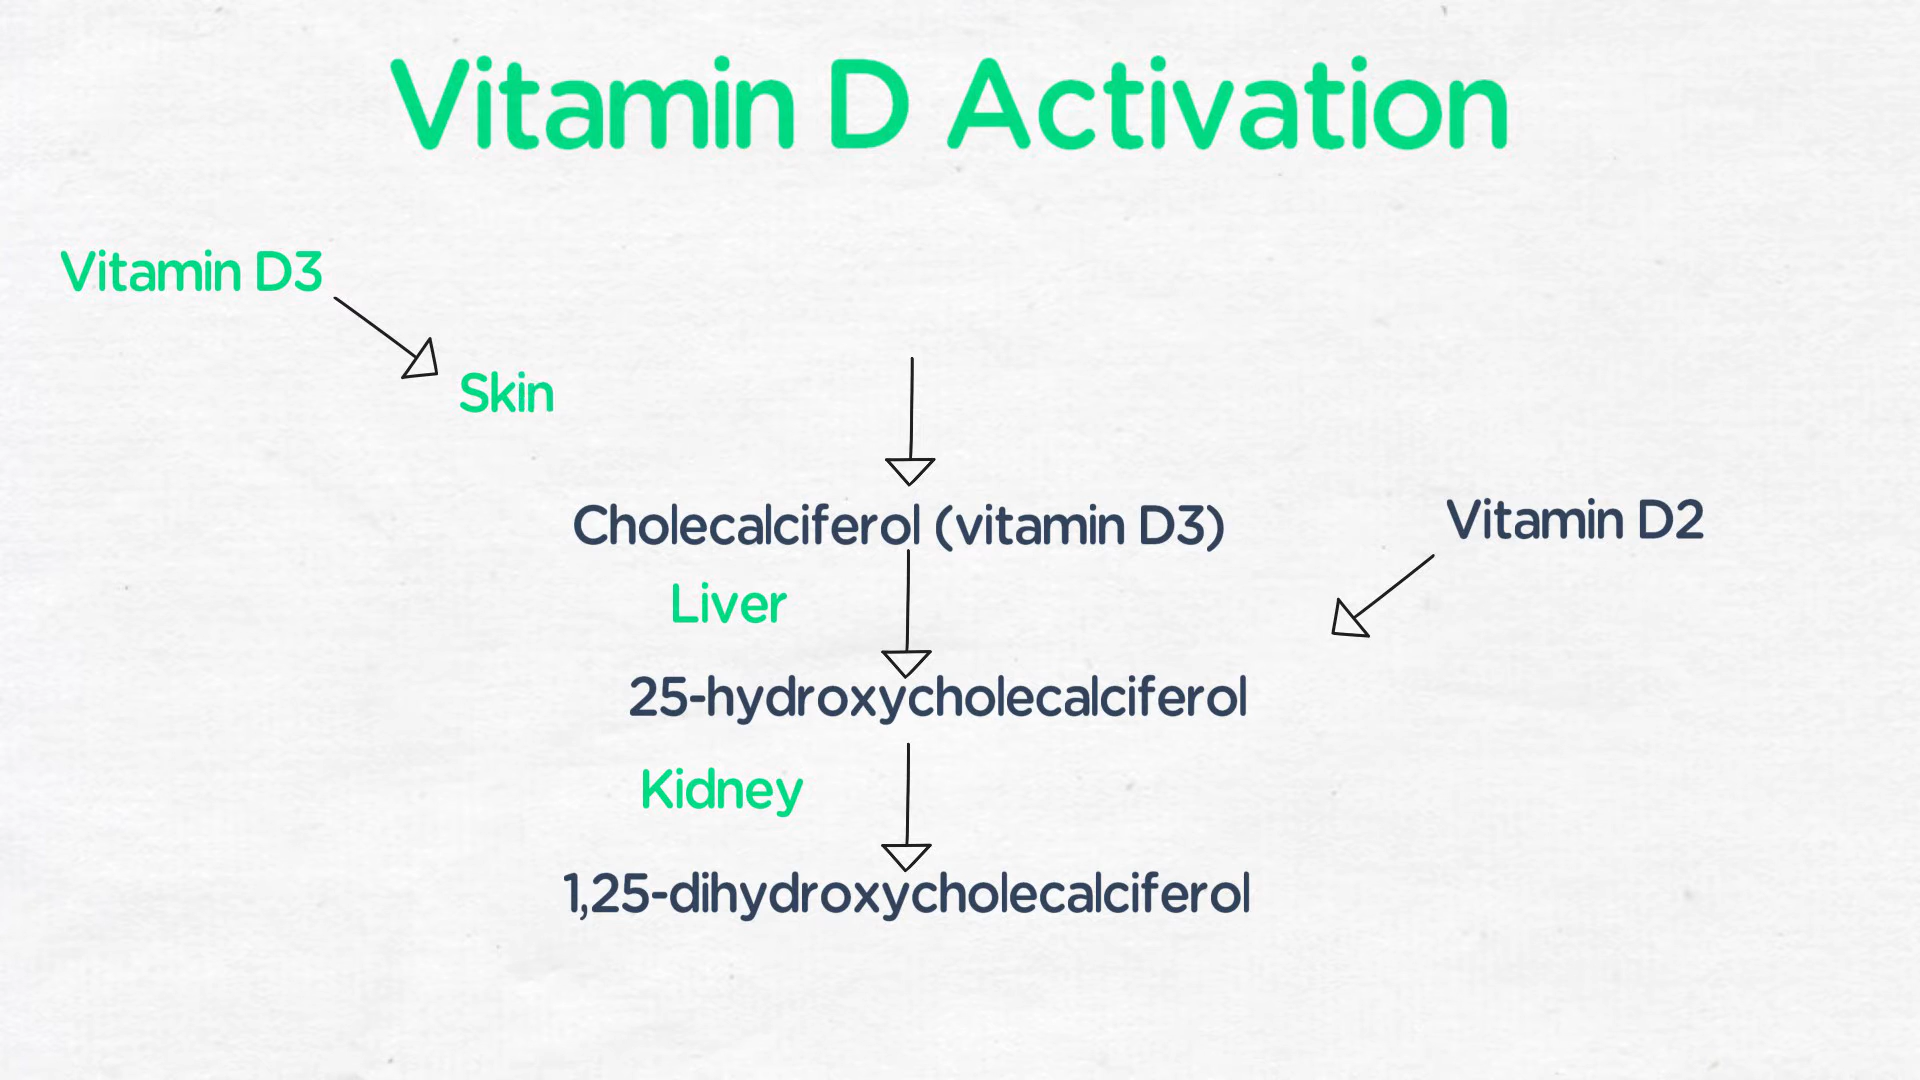 Vitamin D Activation
Vitamin D3
Skin
Cholecalciferol (vitamin D3)
Vitamin D2
Liver
25-hydroxycholecalciferol
Kidney
1,25-dihydroxycholecalciferol